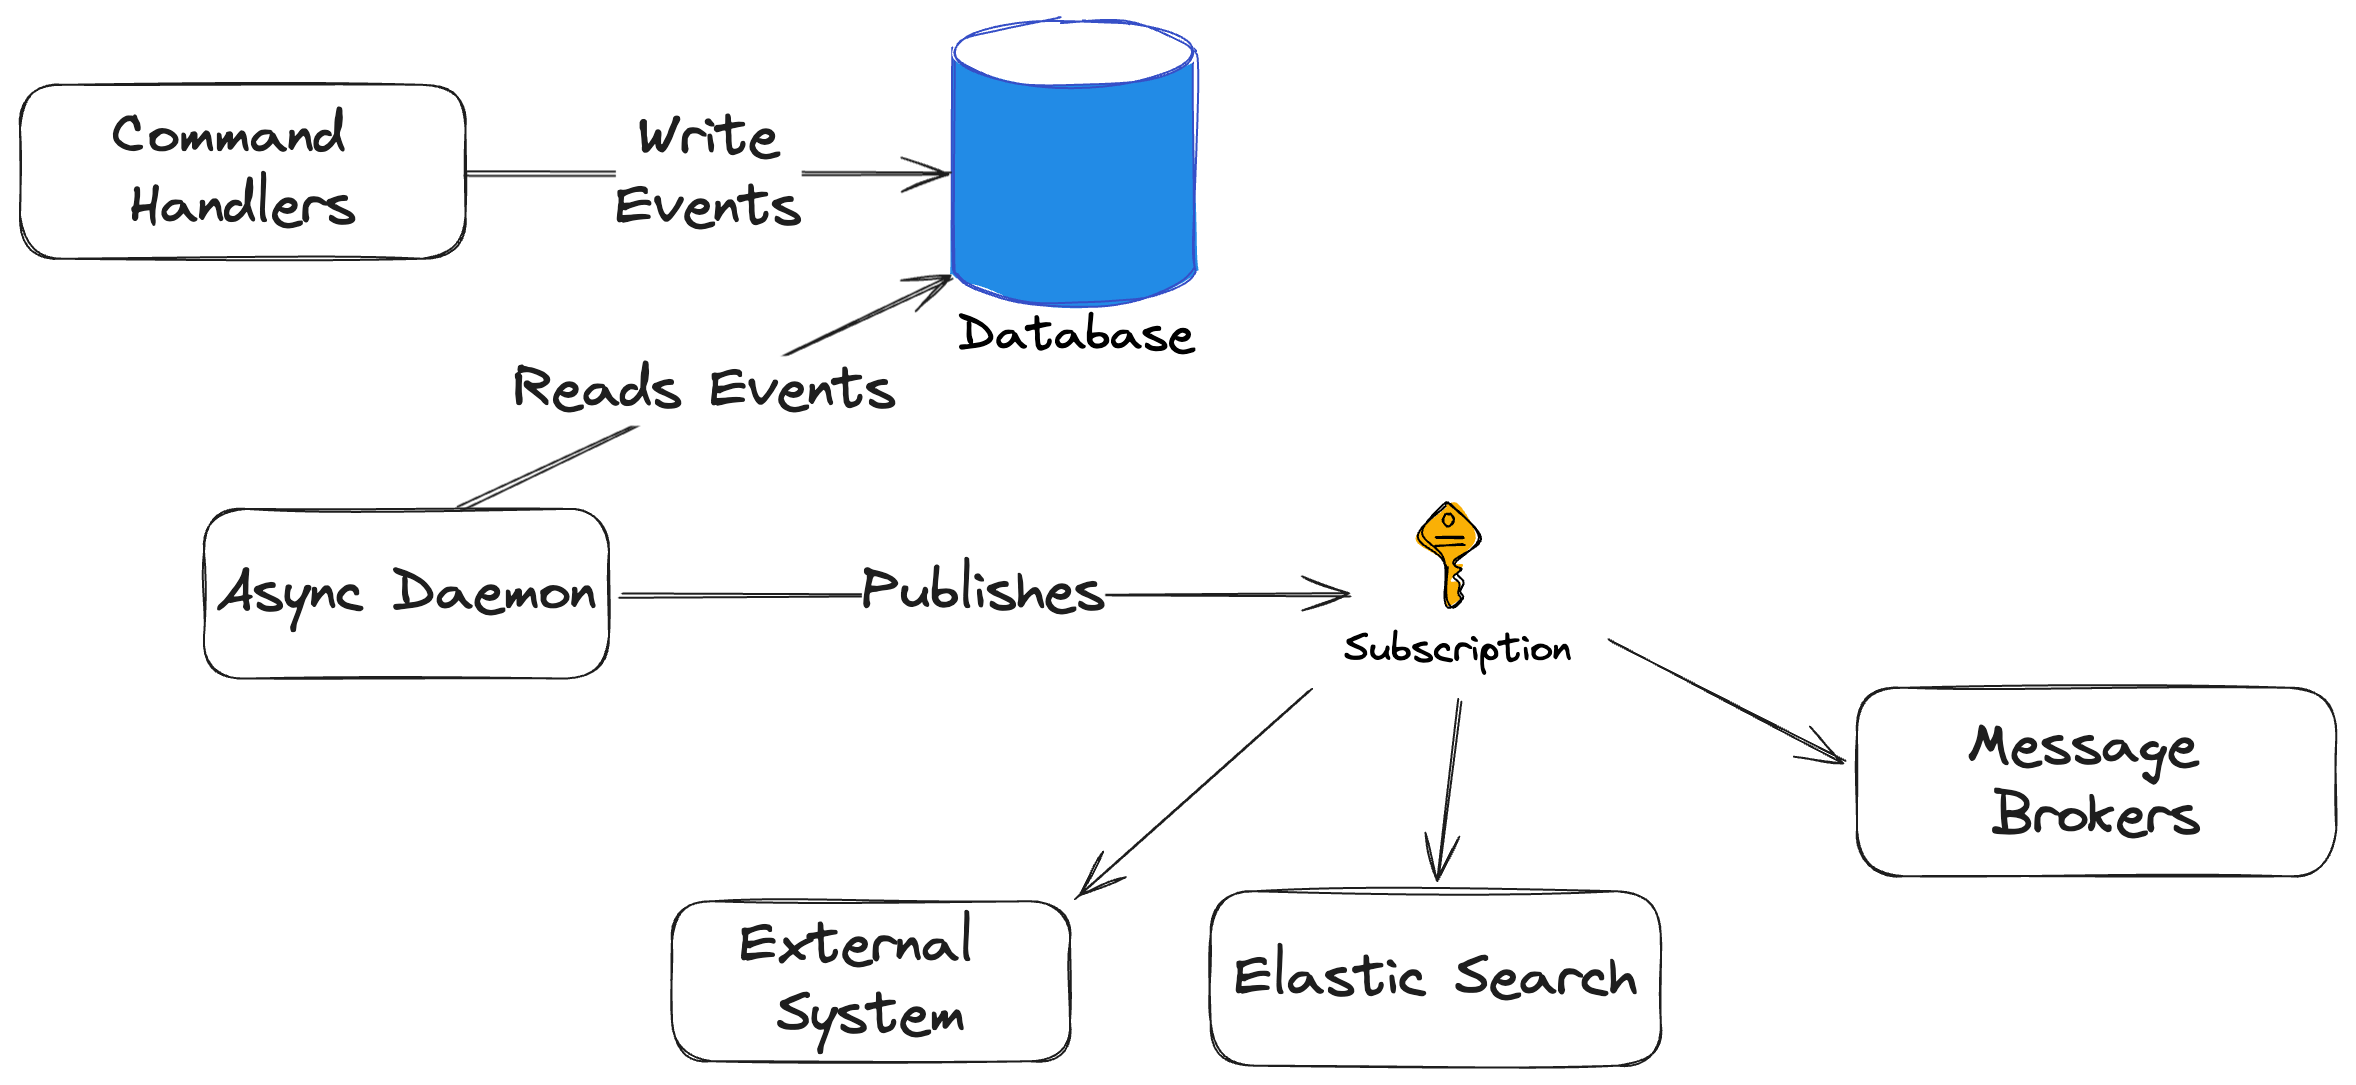 Command
Handlers
Write
Events
Database
Reads Events
Async Daemon
Publishes
Subscription
Message
Brokers
External
System
Elastic Search